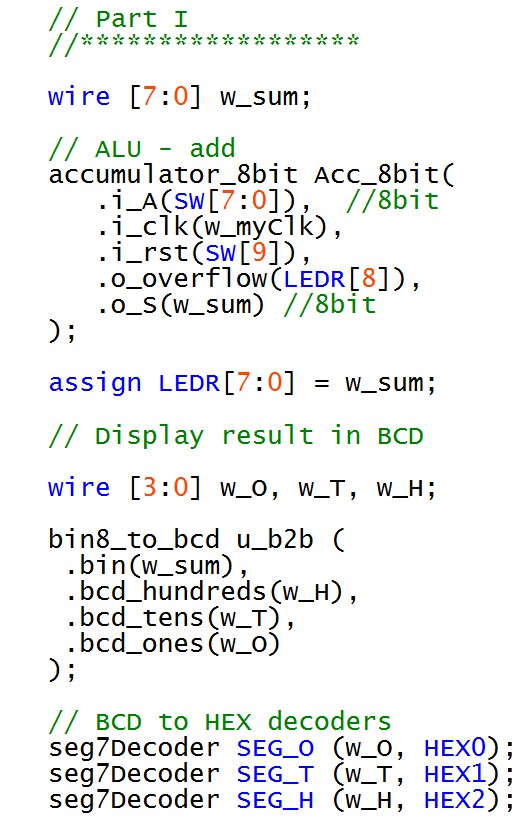 // Part I
//******************
wire [7:0] w_sum;
// ALU - add
accumulator_8bit Acc_8bit(
.i_A(SW[7:0]), //8bit
.i_clk(w_myClk),
.i_rst(SW[9]),
.o_overflow(LEDR[8]),
.o_S(w_sum) //8bit
);
assign LEDR[7:0] = w_sum;
// Display result in BCD
wire [3:0] w_O, w_T, w_H;
bin8_to_bcd u_b2b (
.bin(w_sum),
.bcd_hundreds(w_H),
.bcd_tens(w_T),
.bcd_ones(w_O)
);
// BCD to HEX decoders
seg7Decoder SEG_O (w_O, HEX0);
seg7Decoder SEG_T (w_T, HEX1);
seg7Decoder SEG_H (w_H, HEX2);